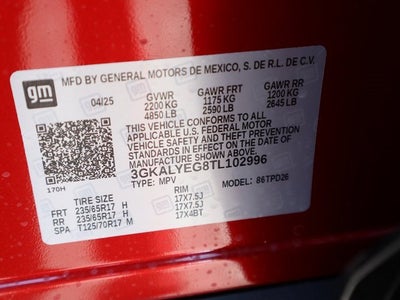 gm
MFD BY GENERAL MOTORS DE MEXICO, S. DE R.L. DE C.V.
04/25 GVWR GAWR FRT GAWR RR
2200 KG 1175 KG 1200 KG
4850 LB 2590 LB 2645 LB
THIS VEHICLE CONFORMS TO ALL
APPLICABLE U.S. FEDERAL MOTOR
VEHICLE SAFETY AND THEFT
PREVENTION STANDARDS IN EFFECT
ON THE DATE OF MANUFACTURE
SHOWN ABOVE.
3GKALYEG8TL102996
170H TYPE: MPV MODEL: 86TPD26
TIRE SIZE RIM
FRT 235/65R17 H 17X7.5J
RR 235/65R17 H 17X7.5J
SPA T125/70R17 M 17X4BT